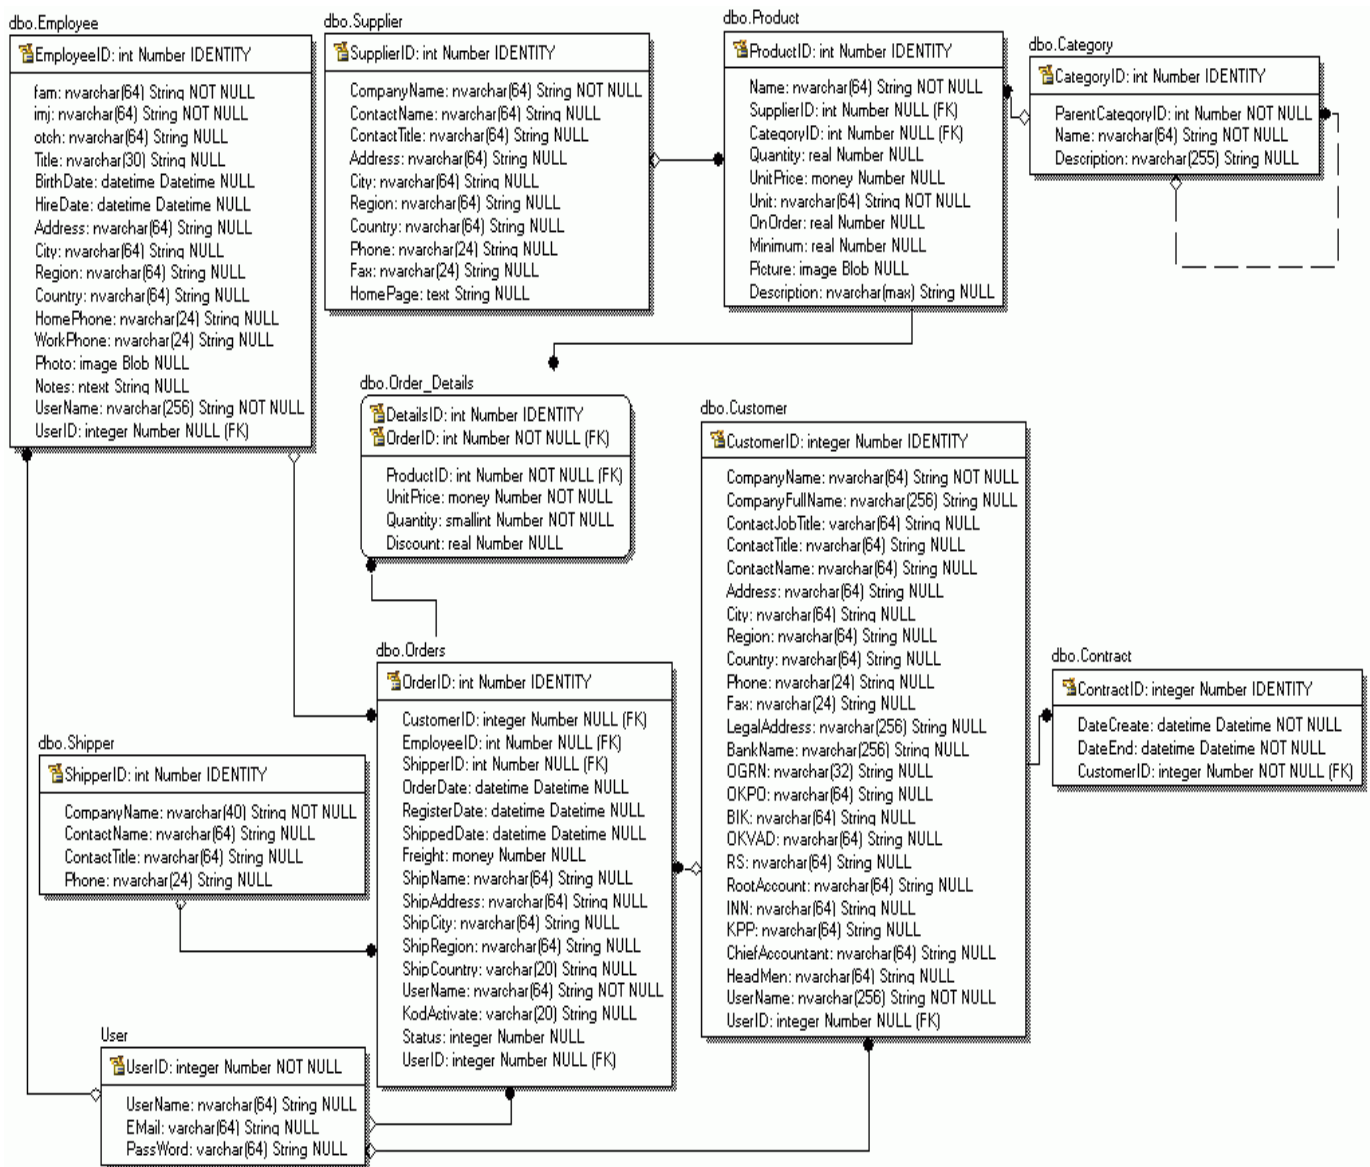 dbo.Employee
EmployeeID: int Number IDENTITY
fam: nvarchar(64) String NOT NULL
imj: nvarchar(64) String NOT NULL
otch: nvarchar(64) String NULL
Title: nvarchar(30) String NULL
BirthDate: datetime Datetime NULL
HireDate: datetime Datetime NULL
Address: nvarchar(64) String NULL
City: nvarchar(64) String NULL
Region: nvarchar(64) String NULL
Country: nvarchar(64) String NULL
HomePhone: nvarchar(24) String NULL
WorkPhone: nvarchar(24) String NULL
Photo: image Blob NULL
Notes: ntext String NULL
UserName: nvarchar(256) String NOT NULL
UserID: integer Number NULL (FK)
dbo.Supplier
SupplierID: int Number IDENTITY
CompanyName: nvarchar(64) String NOT NULL
ContactName: nvarchar(64) String NULL
ContactTitle: nvarchar(64) String NULL
Address: nvarchar(64) String NULL
City: nvarchar(64) String NULL
Region: nvarchar(64) String NULL
Country: nvarchar(64) String NULL
Phone: nvarchar(24) String NULL
Fax: nvarchar(24) String NULL
HomePage: text String NULL
dbo.Product
ProductID: int Number IDENTITY
Name: nvarchar(64) String NOT NULL
SupplierID: int Number NULL (FK)
CategoryID: int Number NULL (FK)
Quantity: real Number NULL
UnitPrice: money Number NULL
Unit: nvarchar(64) String NOT NULL
OnOrder: real Number NULL
Minimum: real Number NULL
Picture: image Blob NULL
Description: nvarchar(max) String NULL
dbo.Category
CategoryID: int Number IDENTITY
ParentCategoryID: int Number NOT NULL
Name: nvarchar(64) String NOT NULL
Description: nvarchar(255) String NULL
dbo.Order_Details
DetailsID: int Number IDENTITY
OrderID: int Number NOT NULL (FK)
ProductID: int Number NOT NULL (FK)
UnitPrice: money Number NOT NULL
Quantity: smallint Number NOT NULL
Discount: real Number NULL
dbo.Customer
CustomerID: integer Number IDENTITY
CompanyName: nvarchar(64) String NOT NULL
CompanyFullName: nvarchar(256) String NULL
ContactJobTitle: varchar(64) String NULL
ContactTitle: nvarchar(64) String NULL
ContactName: nvarchar(64) String NULL
Address: nvarchar(64) String NULL
City: nvarchar(64) String NULL
Region: nvarchar(64) String NULL
Country: nvarchar(64) String NULL
Phone: nvarchar(24) String NULL
Fax: nvarchar(24) String NULL
LegalAddress: nvarchar(256) String NULL
BankName: nvarchar(256) String NULL
OGRN: nvarchar(32) String NULL
OKPO: nvarchar(64) String NULL
BIK: nvarchar(64) String NULL
OKVAD: nvarchar(64) String NULL
RS: nvarchar(64) String NULL
RootAccount: nvarchar(64) String NULL
INN: nvarchar(64) String NULL
KPP: nvarchar(64) String NULL
ChiefAccountant: nvarchar(64) String NULL
HeadMen: nvarchar(64) String NULL
UserName: nvarchar(256) String NOT NULL
UserID: integer Number NULL (FK)
dbo.Contract
ContractID: integer Number IDENTITY
DateCreate: datetime Datetime NOT NULL
DateEnd: datetime Datetime NOT NULL
CustomerID: integer Number NOT NULL (FK)
dbo.Orders
OrderID: int Number IDENTITY
CustomerID: integer Number NULL (FK)
EmployeeID: int Number NULL (FK)
ShipperID: int Number NULL (FK)
OrderDate: datetime Datetime NULL
RegisterDate: datetime Datetime NULL
ShippedDate: datetime Datetime NULL
Freight: money Number NULL
ShipName: nvarchar(64) String NULL
ShipAddress: nvarchar(64) String NULL
ShipCity: nvarchar(64) String NULL
ShipRegion: nvarchar(64) String NULL
ShipCountry: varchar(20) String NULL
UserName: nvarchar(64) String NOT NULL
KodActivate: varchar(20) String NULL
Status: integer Number NULL
UserID: integer Number NULL (FK)
dbo.Shipper
ShipperID: int Number IDENTITY
CompanyName: nvarchar(40) String NOT NULL
ContactName: nvarchar(64) String NULL
ContactTitle: nvarchar(64) String NULL
Phone: nvarchar(24) String NULL
User
UserID: integer Number NOT NULL
UserName: nvarchar(64) String NULL
EMail: varchar(64) String NULL
PassWord: varchar(64) String NULL